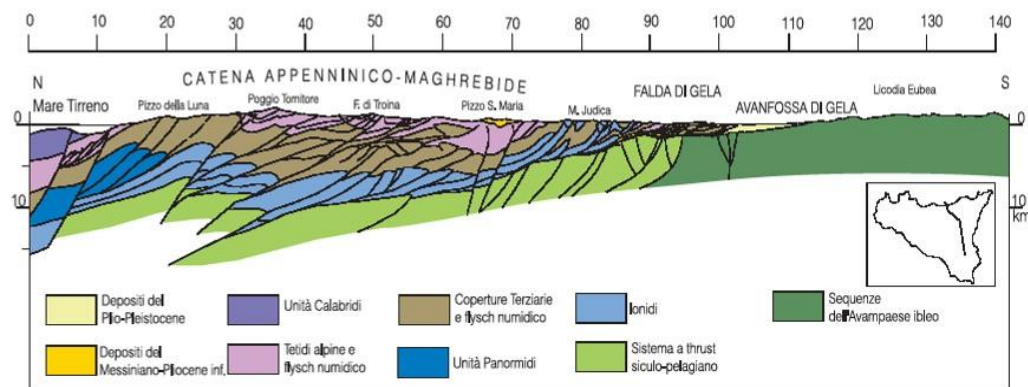 0 10 20 30 40 50 60 70 80 90 100 110 120 130 140
N CATENA APPENNINICO-MAGHREBIDE S
Mare Tirreno Pizzo della Luna Poggio Tornitore F. di Troina Pizzo S. Maria M. Judica FALDA DI GELA AVANFOSSA DI GELA Licodia Eubea
0 0
10 10
km
Depositi del
Plio-Pleistocene
Unità Calabridi
Coperture Terziarie
e flysch numidico
Ionidi
Sequenze
dell'Avampaese ibleo
Depositi del
Messiniano-Pliocene inf.
Tetidi alpine e
flysch numidico
Unità Panormidi
Sistema a thrust
siculo-pelagiano